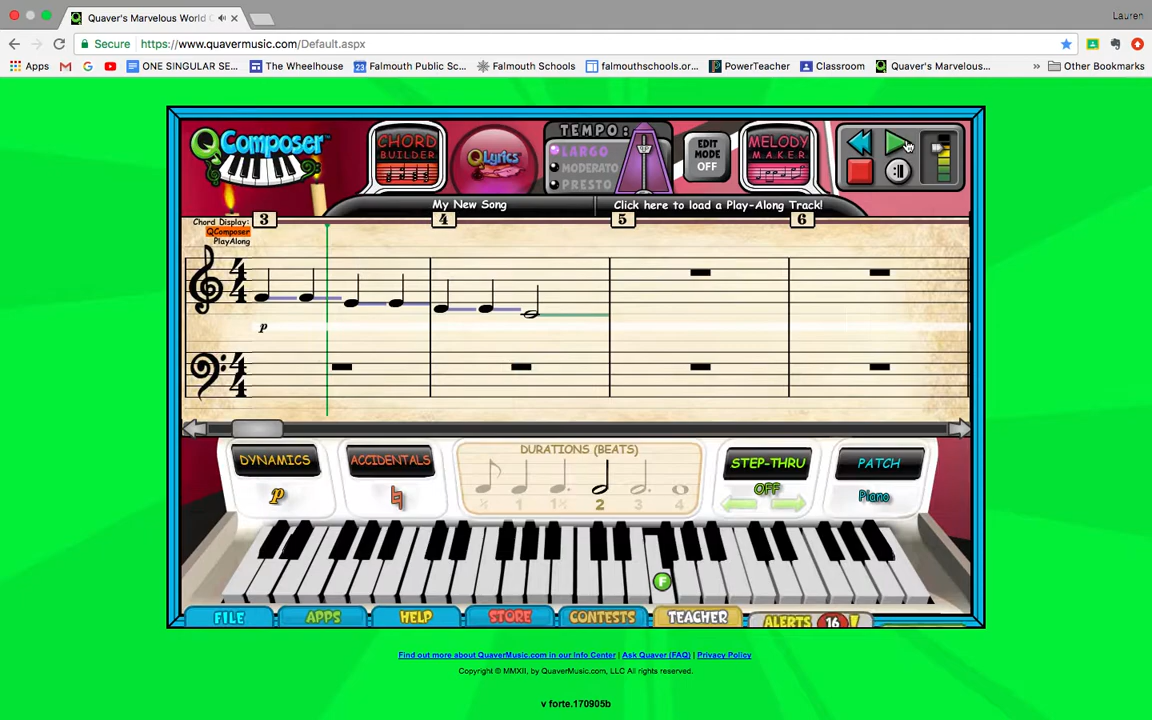 Quaver's Marvelous World
Lauren
Secure https://www.quavermusic.com/Default.aspx
Apps ONE SINGULAR SE... The Wheelhouse Falmouth Public Sc... Falmouth Schools falmouthschools.or... PowerTeacher Classroom Quaver's Marvelous... » Other Bookmarks
QComposer
CHORD BUILDER
QLyrics
TEMPO:
LARGO
MODERATO
PRESTO
EDIT MODE OFF
MELODY MAKER
My New Song
Click here to load a Play-Along Track!
3 4 5 6
Chord Display:
QComposer
PlayAlong
4 4
p
4 4
DYNAMICS
p
ACCIDENTALS
DURATIONS (BEATS)
½ 1 1½ 2 3 4
STEP-THRU
OFF
PATCH
Piano
F
FILE APPS HELP STORE CONTESTS TEACHER ALERTS 16 !
Find out more about QuaverMusic.com in our Info Center | Ask Quaver (FAQ) | Privacy Policy
Copyright © MMXII, by QuaverMusic.com, LLC All rights reserved.
v forte.170905b